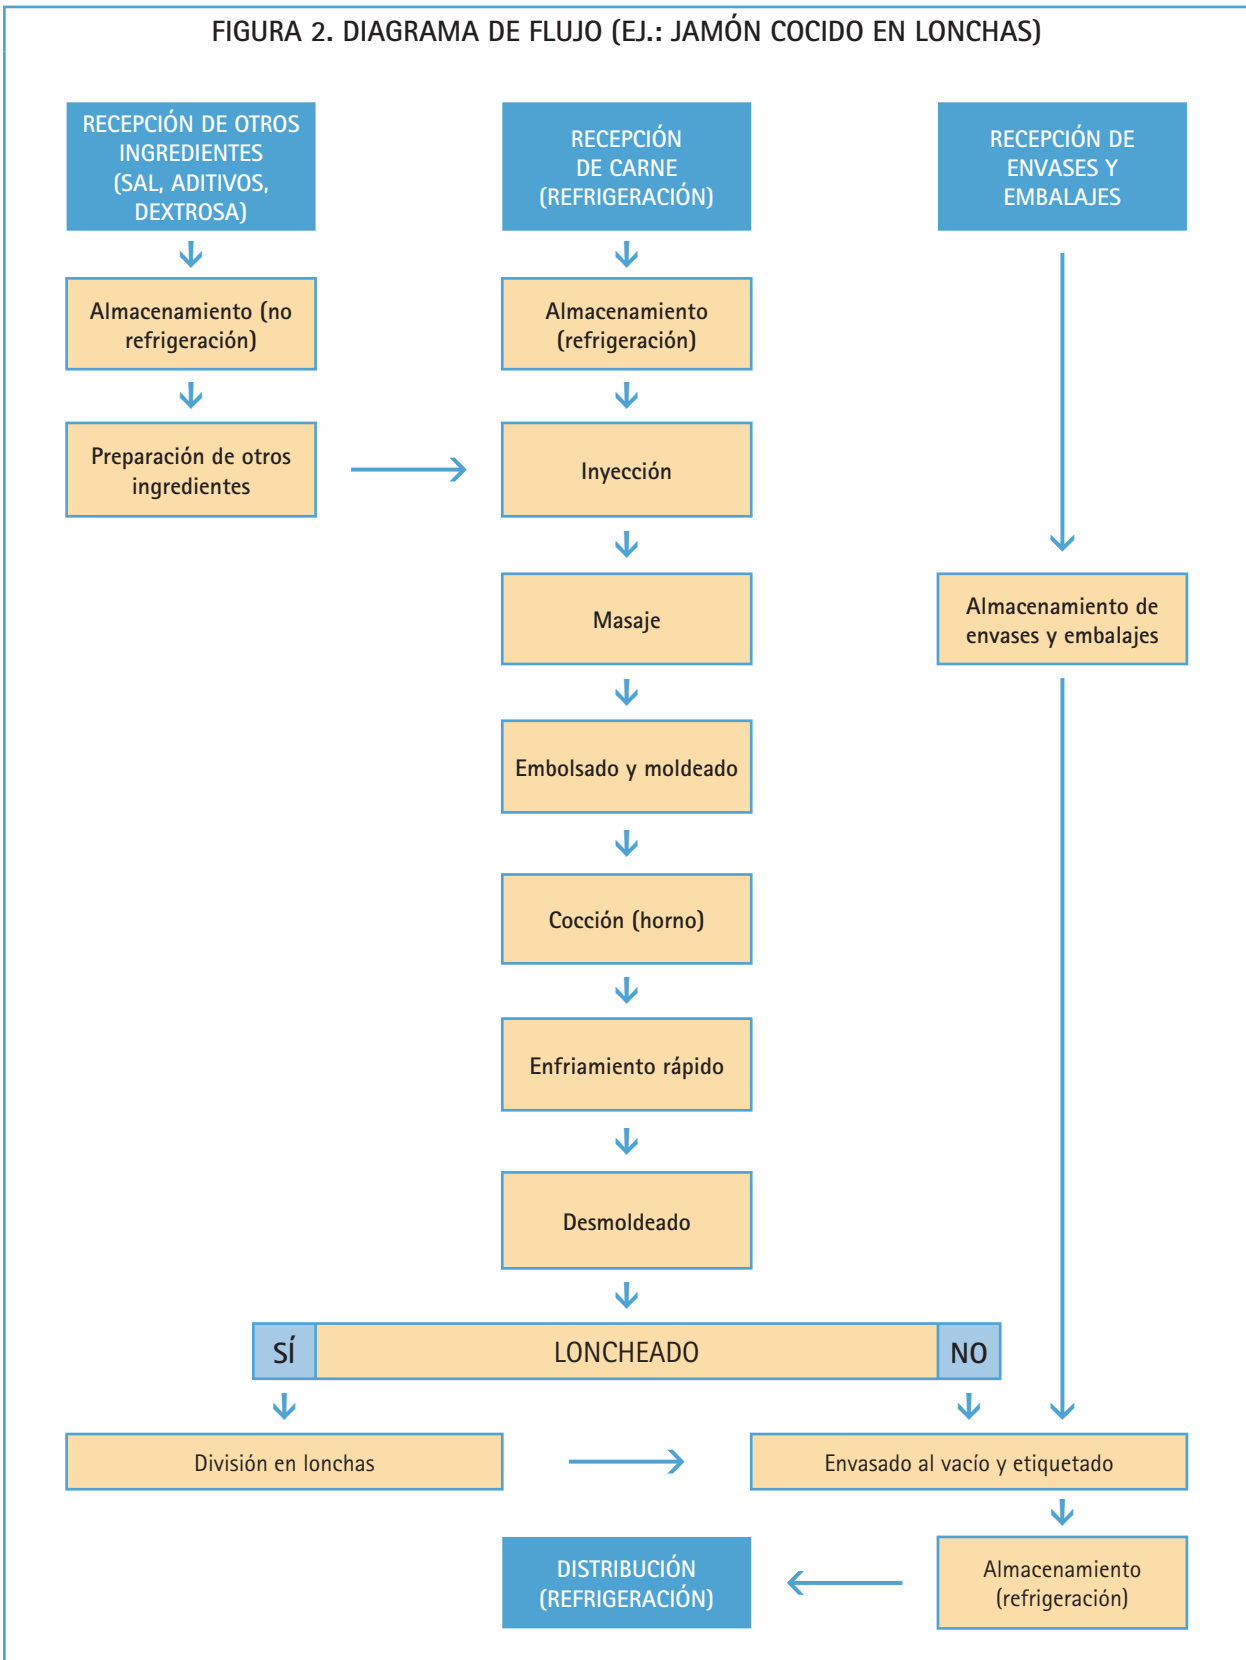 FIGURA 2. DIAGRAMA DE FLUJO (EJ.: JAMÓN COCIDO EN LONCHAS)
RECEPCIÓN DE OTROS
INGREDIENTES
(SAL, ADITIVOS,
DEXTROSA)
RECEPCIÓN
DE CARNE
(REFRIGERACIÓN)
RECEPCIÓN DE
ENVASES Y
EMBALAJES
Almacenamiento (no
refrigeración)
Almacenamiento
(refrigeración)
Preparación de otros
ingredientes
Inyección
Masaje
Almacenamiento de
envases y embalajes
Embolsado y moldeado
Cocción (horno)
Enfriamiento rápido
Desmoldeado
SÍ
LONCHEADO
NO
División en lonchas
Envasado al vacío y etiquetado
DISTRIBUCIÓN
(REFRIGERACIÓN)
Almacenamiento
(refrigeración)